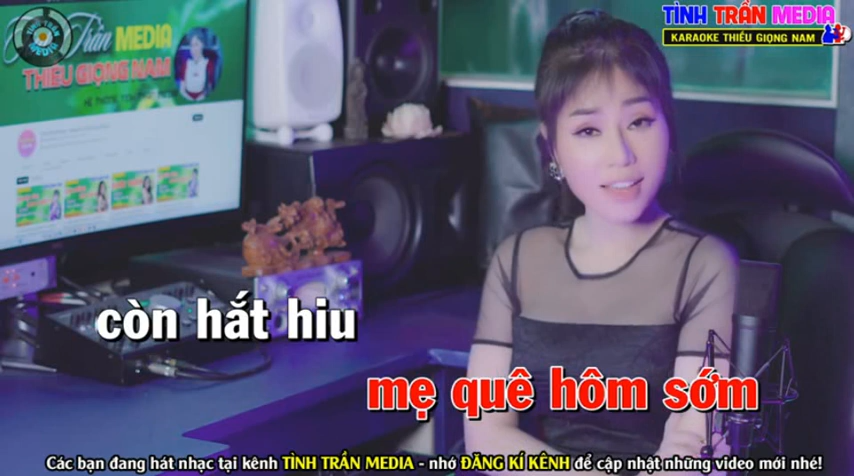 TÌNH TRẦN MEDIA
KARAOKE THIẾU GIỌNG NAM
Trần MEDIA
THIẾU GIỌNG NAM
còn hắt hiu
mẹ quê hôm sớm
Các bạn đang hát nhạc tại kênh TÌNH TRẦN MEDIA - nhớ ĐĂNG KÍ KÊNH để cập nhật những video mới nhé!